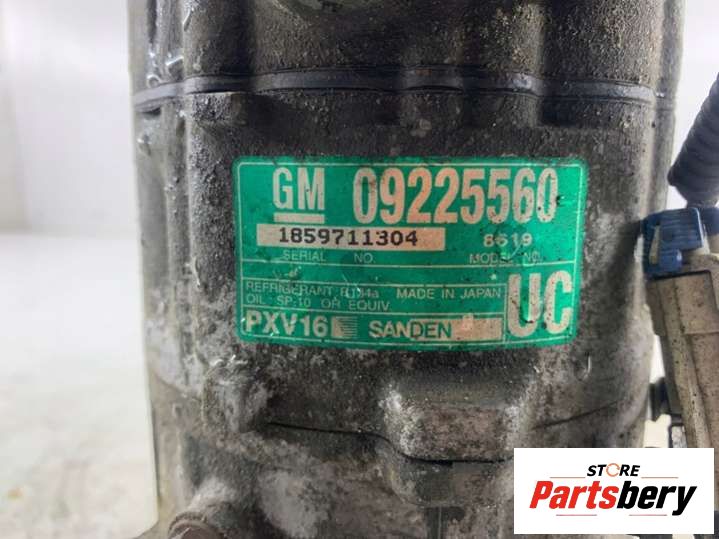 GM 09225560
1859711304 8619
SERIAL NO. MODEL NO.
REFRIGERANT R134a MADE IN JAPAN
OIL: SP-10 OR EQUIV.
PXV16 SANDEN UC
STORE
Partsbery